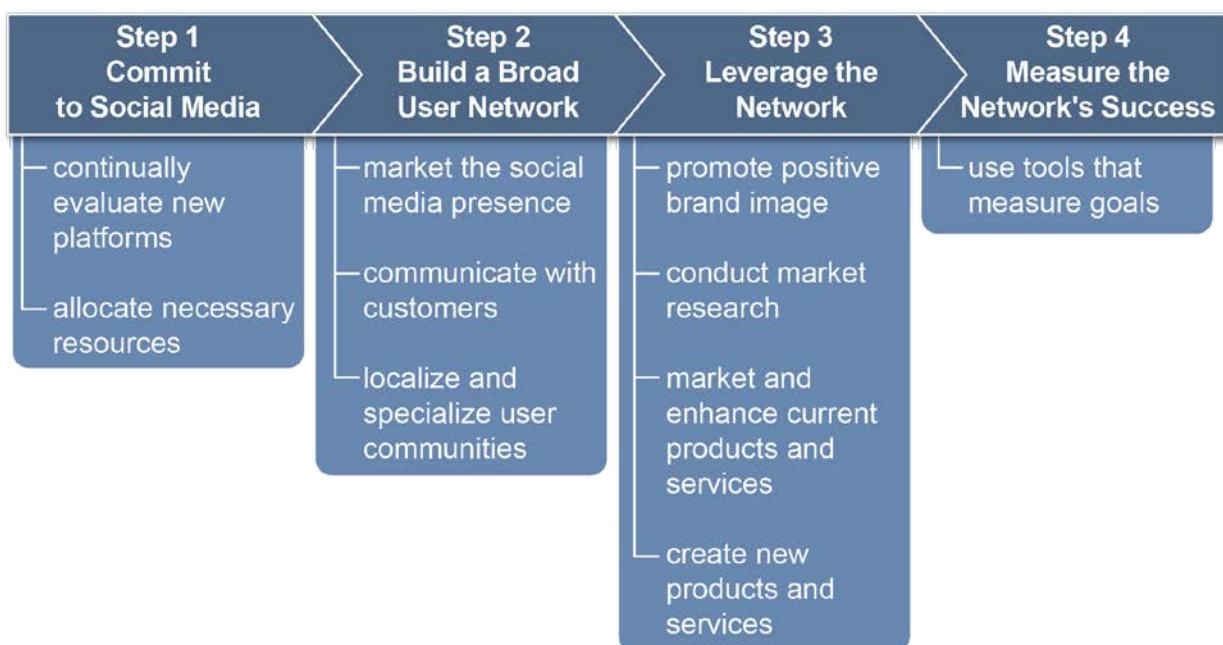 Step 1
Commit
to Social Media
continually
evaluate new
platforms
allocate necessary
resources
Step 2
Build a Broad
User Network
market the social
media presence
communicate with
customers
localize and
specialize user
communities
Step 3
Leverage the
Network
promote positive
brand image
conduct market
research
market and
enhance current
products and
services
create new
products and
services
Step 4
Measure the
Network's Success
use tools that
measure goals